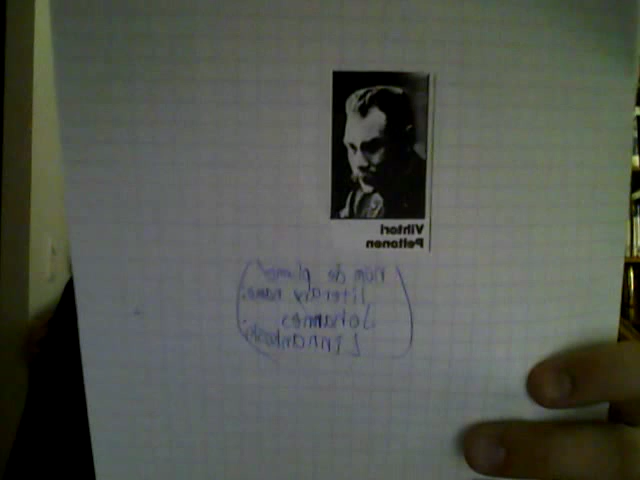 Vihtori
Peltonen
(Nom de plume/
literary name:
Johannes
Linnankoski)